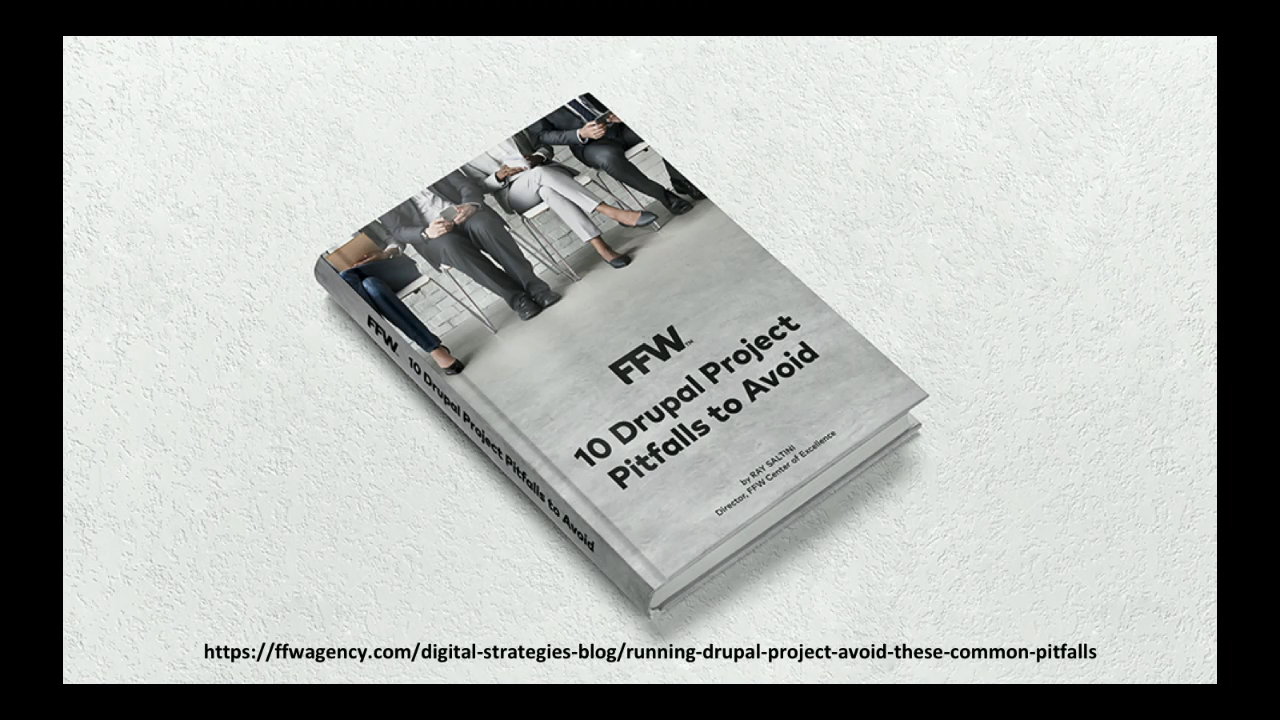 FFW™
10 Drupal Project
Pitfalls to Avoid
by RAY SALTINI
Director, FFW Center of Excellence
FFW. 10 Drupal Project Pitfalls to Avoid
https://ffwagency.com/digital-strategies-blog/running-drupal-project-avoid-these-common-pitfalls